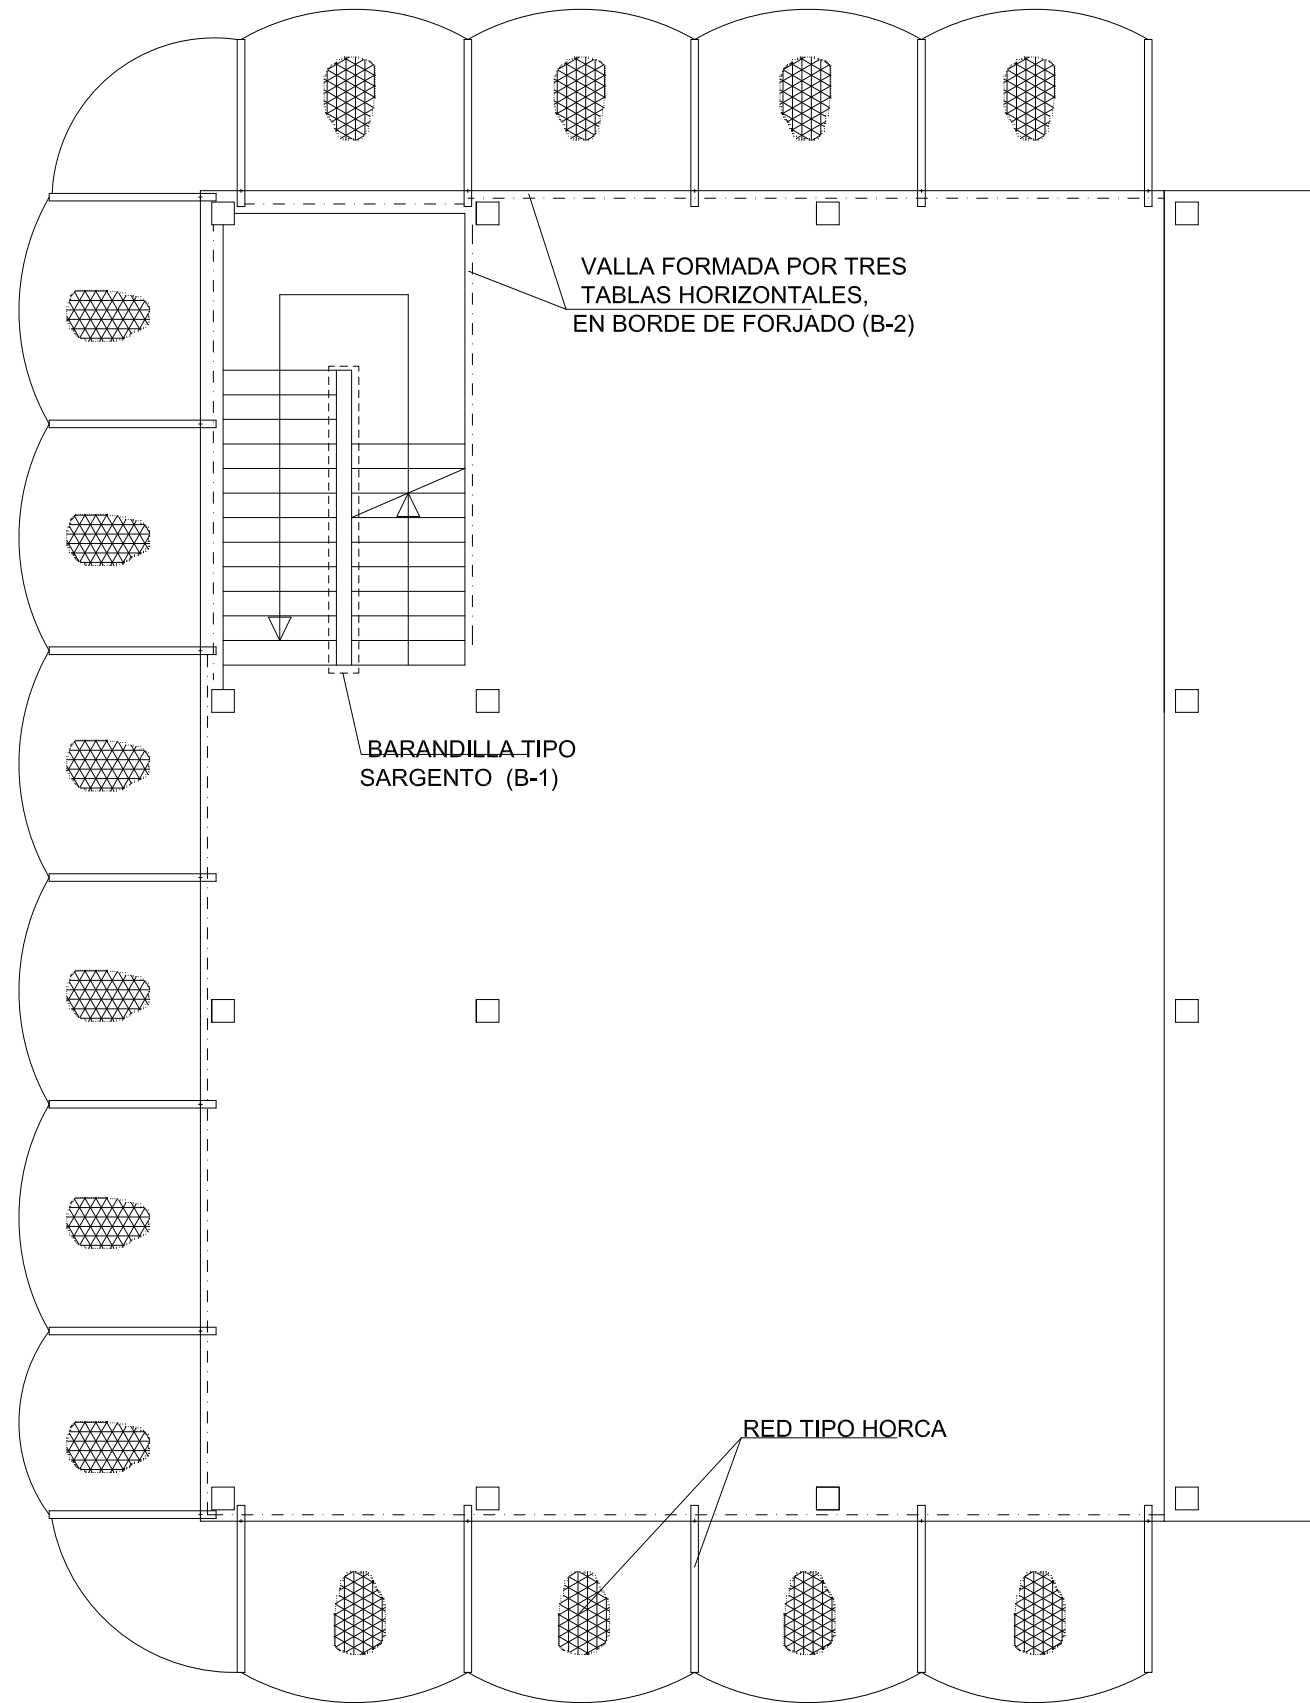 VALLA FORMADA POR TRES
TABLAS HORIZONTALES,
EN BORDE DE FORJADO (B-2)
BARANDILLA TIPO
SARGENTO (B-1)
RED TIPO HORCA